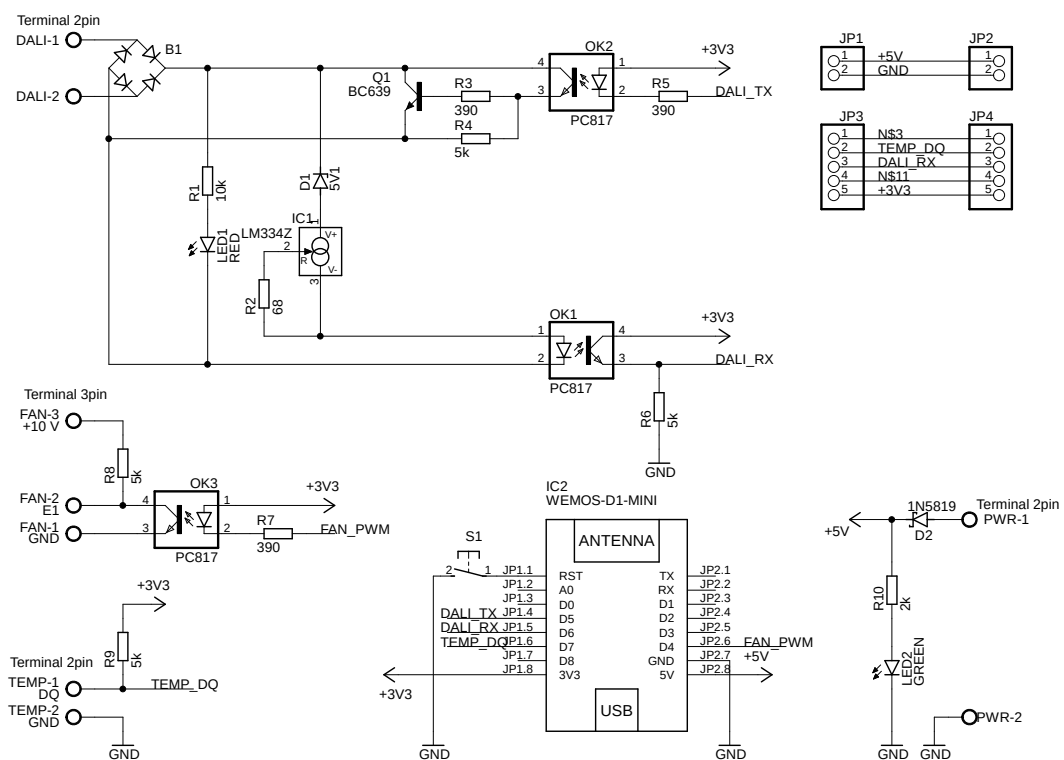 Terminal 2pin
DALI-1
B1
DALI-2
Q1
BC639
R3
390
R4
5k
OK2
4
3
1
2
PC817
+3V3
R5
390
DALI_TX
R1
10k
LED1
RED
D1
5V1
IC1
LM334Z
1
2
3
V+
R
V-
R2
68
OK1
1
2
4
3
PC817
+3V3
DALI_RX
R6
5k
GND
JP1
JP2
1 +5V 1
2 GND 2
JP3
JP4
1 N$3 1
2 TEMP_DQ 2
3 DALI_RX 3
4 N$11 4
5 +3V3 5
Terminal 3pin
FAN-3
+10 V
R8
5k
FAN-2
E1
FAN-1
GND
OK3
4
3
1
2
PC817
+3V3
R7
390
FAN_PWM
+3V3
R9
5k
Terminal 2pin
TEMP-1
DQ
TEMP_DQ
TEMP-2
GND
GND
IC2
WEMOS-D1-MINI
ANTENNA
S1
2 1
JP1.1 RST TX JP2.1
JP1.2 A0 RX JP2.2
JP1.3 D0 D1 JP2.3
DALI_TX JP1.4 D5 D2 JP2.4
DALI_RX JP1.5 D6 D3 JP2.5
TEMP_DQ JP1.6 D7 D4 JP2.6 FAN_PWM
JP1.7 D8 GND JP2.7
JP1.8 3V3 5V JP2.8 +5V
+3V3
USB
GND
GND
+5V
1N5819
D2
Terminal 2pin
PWR-1
R10
2k
LED2
GREEN
PWR-2
GND
GND